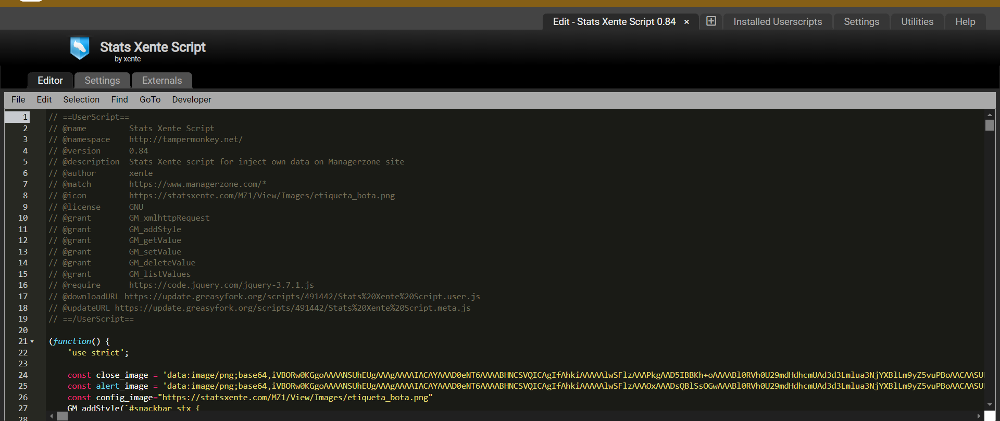 Edit - Stats Xente Script 0.84 ×
Installed Userscripts
Settings
Utilities
Help
Stats Xente Script
by xente
Editor
Settings
Externals
File Edit Selection Find GoTo Developer
1 // ==UserScript==
2 // @name Stats Xente Script
3 // @namespace http://tampermonkey.net/
4 // @version 0.84
5 // @description Stats Xente script for inject own data on Managerzone site
6 // @author xente
7 // @match https://www.managerzone.com/*
8 // @icon https://statsxente.com/MZ1/View/Images/etiqueta_bota.png
9 // @license GNU
10 // @grant GM_xmlhttpRequest
11 // @grant GM_addStyle
12 // @grant GM_getValue
13 // @grant GM_setValue
14 // @grant GM_deleteValue
15 // @grant GM_listValues
16 // @require https://code.jquery.com/jquery-3.7.1.js
17 // @downloadURL https://update.greasyfork.org/scripts/491442/Stats%20Xente%20Script.user.js
18 // @updateURL https://update.greasyfork.org/scripts/491442/Stats%20Xente%20Script.meta.js
19 // ==/UserScript==
20
21 (function() {
22 'use strict';
23
24 const close_image = 'data:image/png;base64,
25 const alert_image = 'data:image/png;base64,
26 const config_image="https://statsxente.com/MZ1/View/Images/etiqueta_bota.png"
27 GM_addStyle(`#snackbar_stx {
28